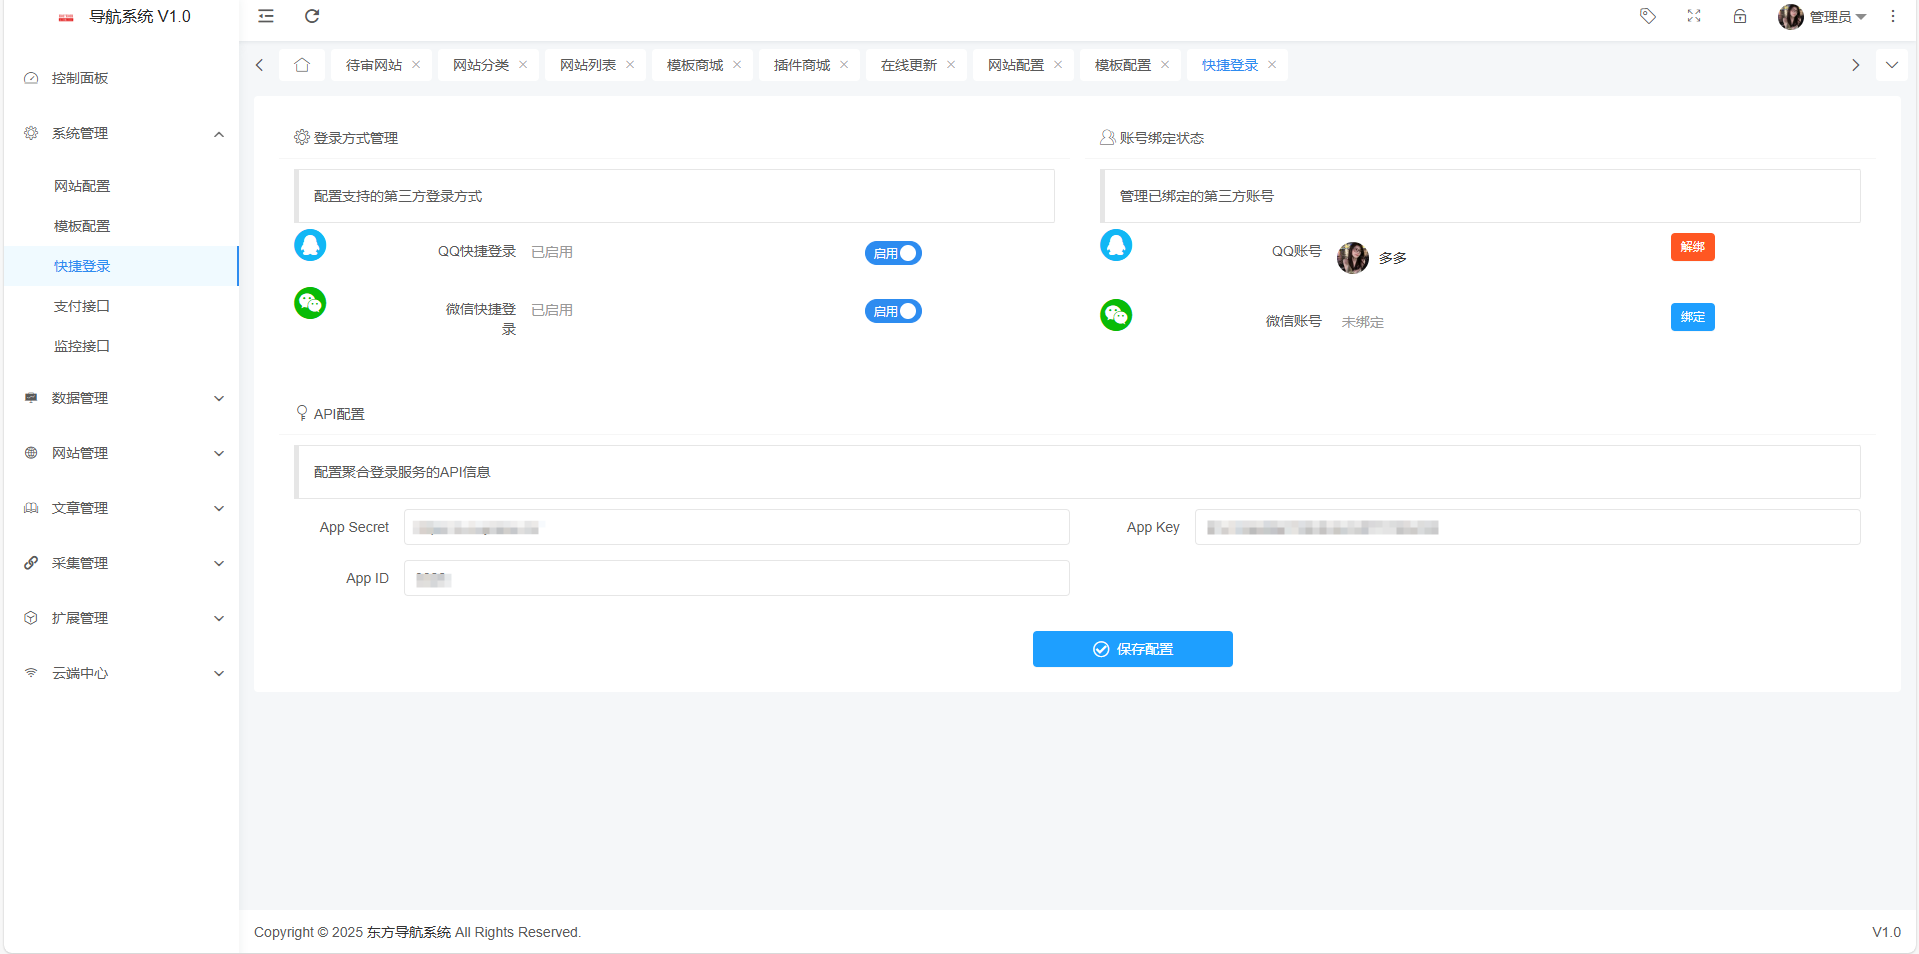 导航系统 V1.0
管理员
待审网站
网站分类
网站列表
模板商城
插件商城
在线更新
网站配置
模板配置
快捷登录
控制面板
系统管理
网站配置
模板配置
快捷登录
支付接口
监控接口
数据管理
网站管理
文章管理
采集管理
扩展管理
云端中心
登录方式管理
配置支持的第三方登录方式
QQ快捷登录 已启用 启用
微信快捷登
录
已启用 启用
账号绑定状态
管理已绑定的第三方账号
QQ账号 多多 解绑
微信账号 未绑定 绑定
API配置
配置聚合登录服务的API信息
App Secret
App Key
App ID
保存配置
Copyright © 2025 东方导航系统 All Rights Reserved.
V1.0